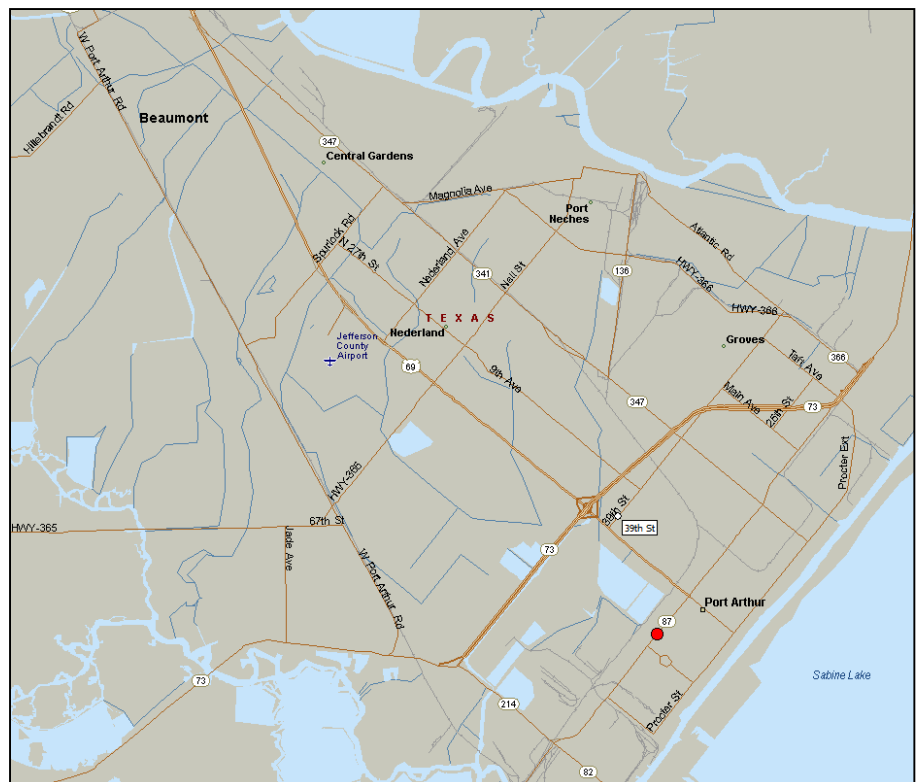 W Port Arthur Rd
Hillebrandt Rd
Beaumont
347
Central Gardens
Magnolia Ave
Port
Neches
Spurlock Rd
N 27th St
Nederland Ave
Nall St
341
136
Atlantic Rd
HWY-366
HWY-366
TEXAS
Nederland
Jefferson
County
Airport
69
Groves
366
Taft Ave
9th Ave
347
Main Ave
25th St
73
Procter Ext
HWY-365
67th St
HWY-365
Jade Ave
39th St
39th St
73
W Port Arthur Rd
Port Arthur
87
73
214
Procter St
Sabine Lake
82